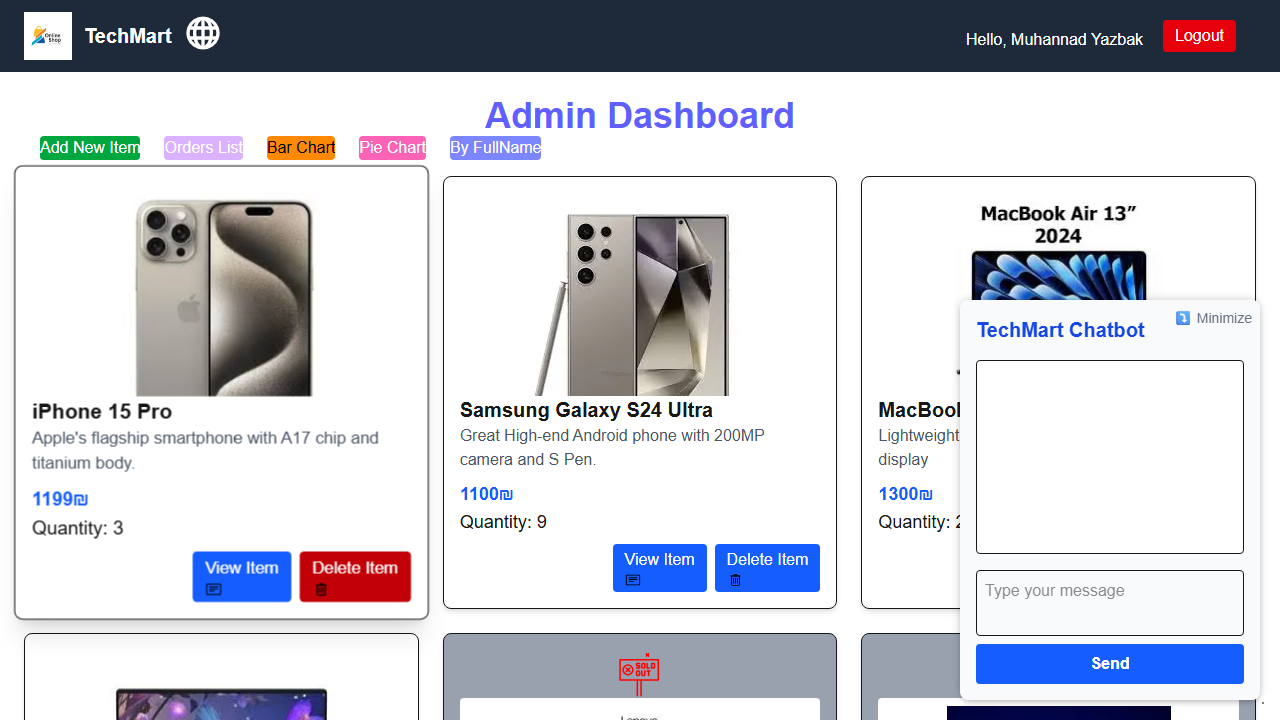 Online
Shop
TechMart
Hello, Muhannad Yazbak
Logout
Admin Dashboard
Add New Item
Orders List
Bar Chart
Pie Chart
By FullName
iPhone 15 Pro
Apple's flagship smartphone with A17 chip and
titanium body.
1199₪
Quantity: 3
View Item
Delete Item
Samsung Galaxy S24 Ultra
Great High-end Android phone with 200MP
camera and S Pen.
1100₪
Quantity: 9
View Item
Delete Item
MacBook Air 13”
2024
MacBook
Lightweight
display
1300₪
Quantity: 2
Minimize
TechMart Chatbot
Type your message
Send
SOLD
OUT
Lenovo